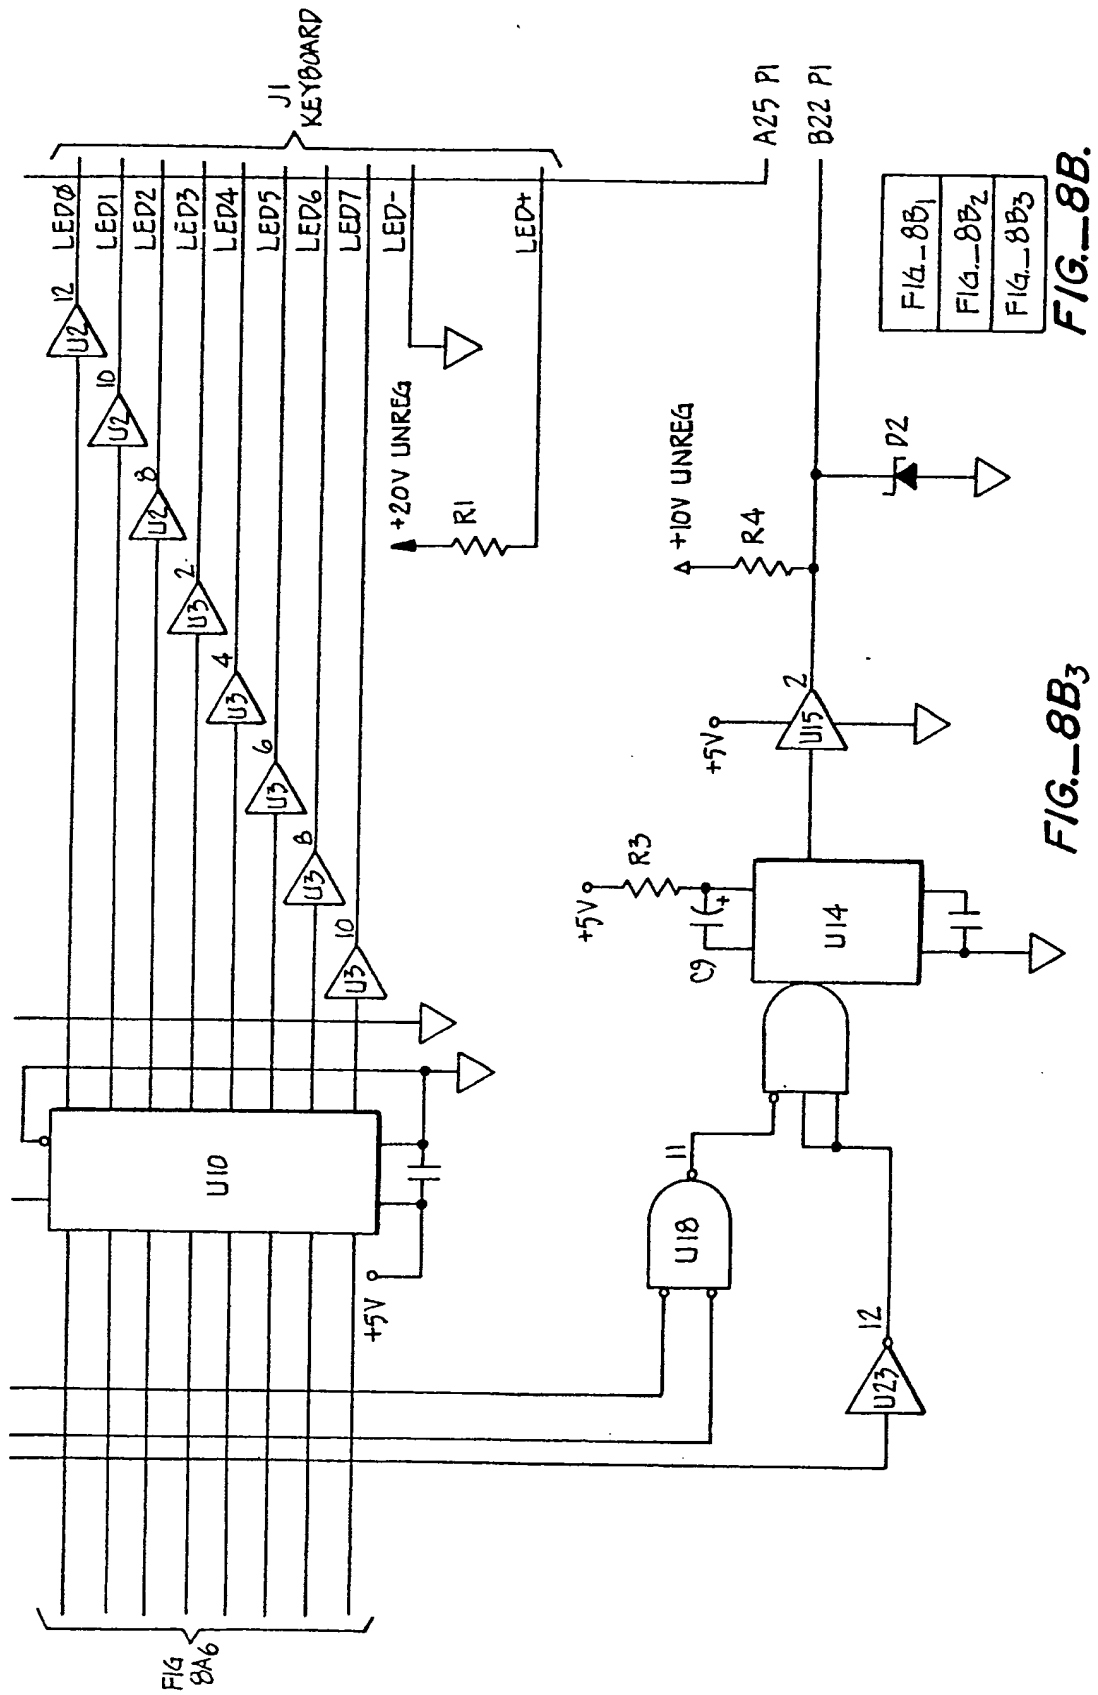 J1
KEYBOARD
LED0
LED1
LED2
LED3
LED4
LED5
LED6
LED7
LED-
LED+
12
U2
10
U2
8
U2
2
U3
4
U3
6
U3
8
U3
10
U3
+20V UNREG
R1
U10
+5V
FIG
8A6
A25 P1
B22 P1
+10V UNREG
R4
D2
+5V
2
U15
+5V
R3
C9
+
U14
11
U18
12
U23
FIG._8B1
FIG._8B2
FIG._8B3
FIG._8B.
FIG._8B3